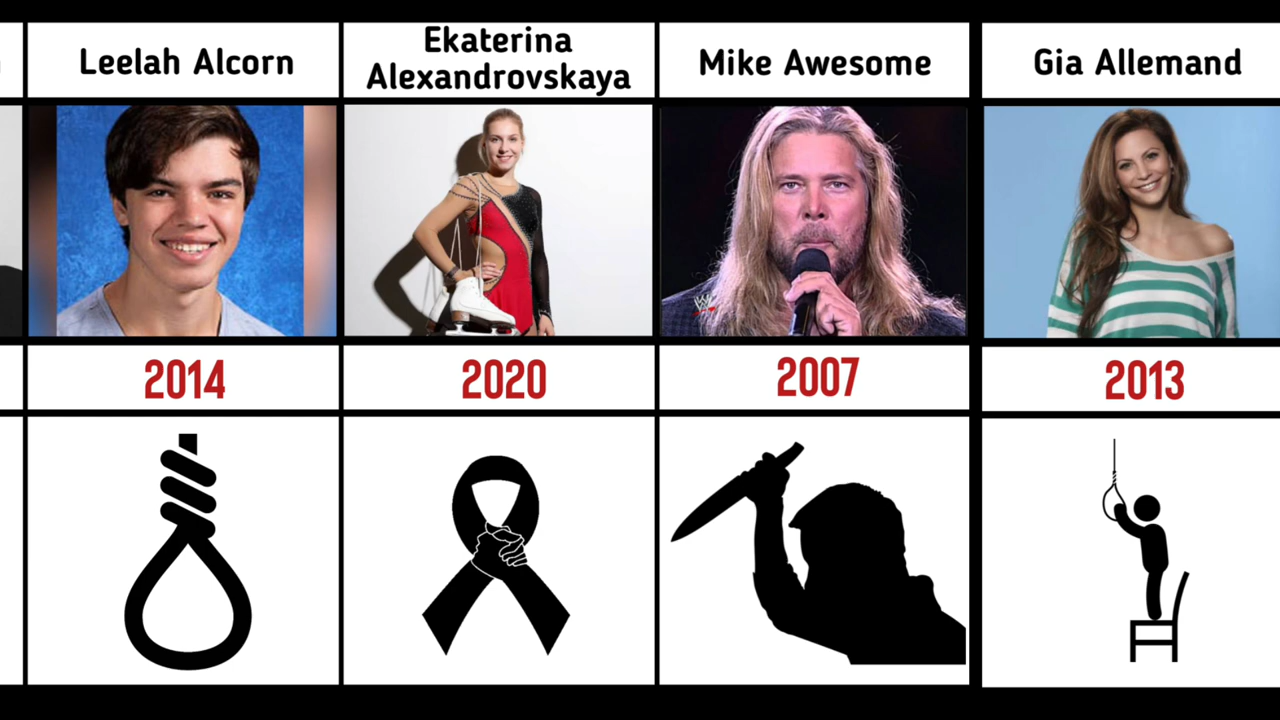 Leelah Alcorn
Ekaterina
Alexandrovskaya
Mike Awesome
Gia Allemand
W
2014
2020
2007
2013